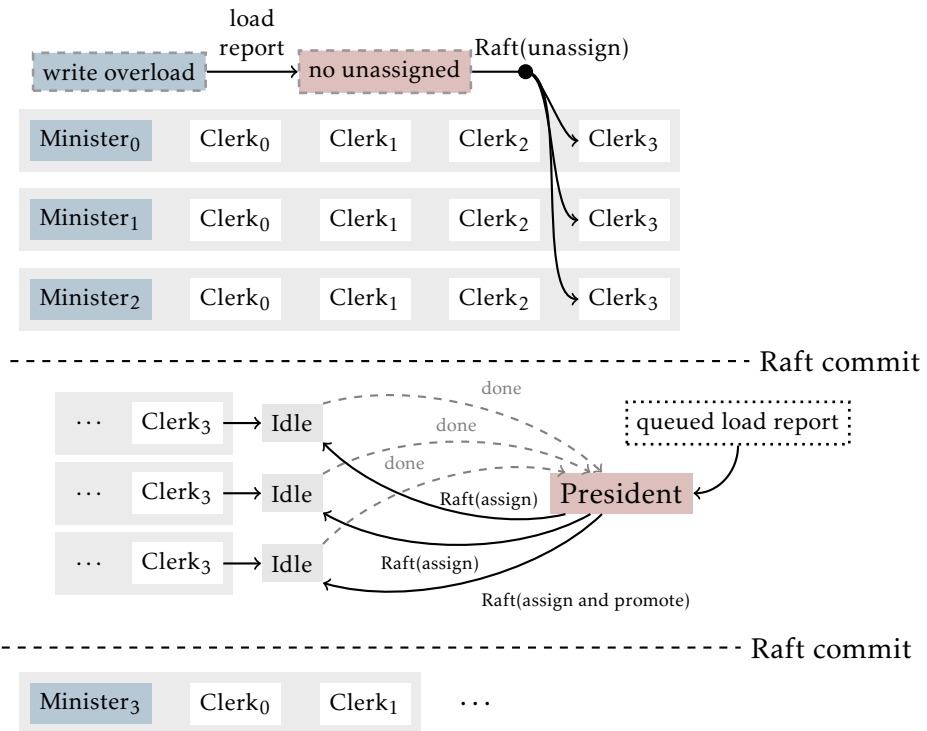 load
report
Raft(unassign)
write overload
no unassigned
Minister₀ Clerk₀ Clerk₁ Clerk₂ Clerk₃
Minister₁ Clerk₀ Clerk₁ Clerk₂ Clerk₃
Minister₂ Clerk₀ Clerk₁ Clerk₂ Clerk₃
Raft commit
done
··· Clerk₃ Idle
done
queued load report
done
··· Clerk₃ Idle
Raft(assign)
President
··· Clerk₃ Idle
Raft(assign)
Raft(assign and promote)
Raft commit
Minister₃ Clerk₀ Clerk₁ ···